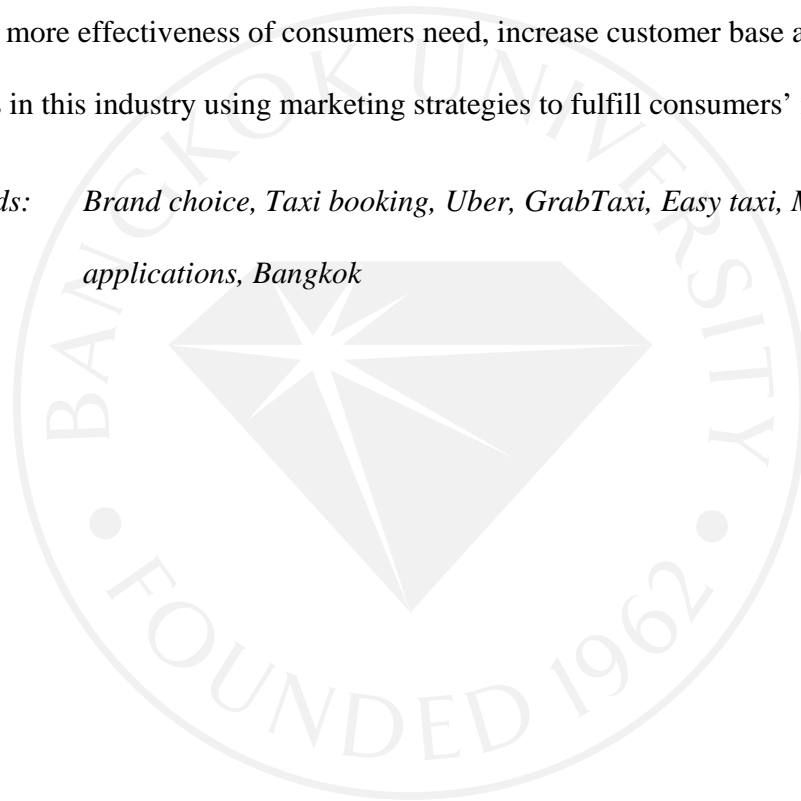 more effectiveness of consumers need, increase customer base a
in this industry using marketing strategies to fulfill consumers’
ds: Brand choice, Taxi booking, Uber, GrabTaxi, Easy taxi, M
applications, Bangkok
BANGKOK UNIVERSITY
FOUNDED 1962